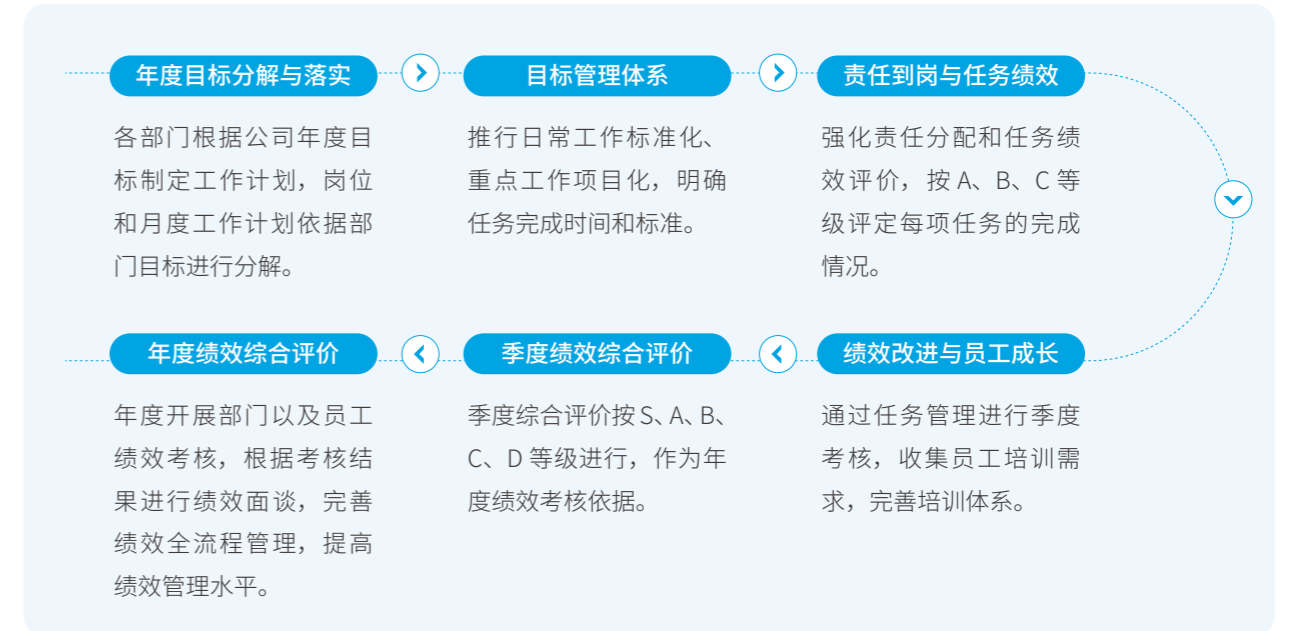 年度目标分解与落实
各部门根据公司年度目
标制定工作计划，岗位
和月度工作计划依据部
门目标进行分解。
目标管理体系
推行日常工作标准化、
重点工作项目化，明确
任务完成时间和标准。
责任到岗与任务绩效
强化责任分配和任务绩
效评价，按 A、B、C 等
级评定每项任务的完成
情况。
绩效改进与员工成长
通过任务管理进行季度
考核，收集员工培训需
求，完善培训体系。
季度绩效综合评价
季度综合评价按 S、A、B、
C、D 等级进行，作为年
度绩效考核依据。
年度绩效综合评价
年度开展部门以及员工
绩效考核，根据考核结
果进行绩效面谈，完善
绩效全流程管理，提高
绩效管理水平。